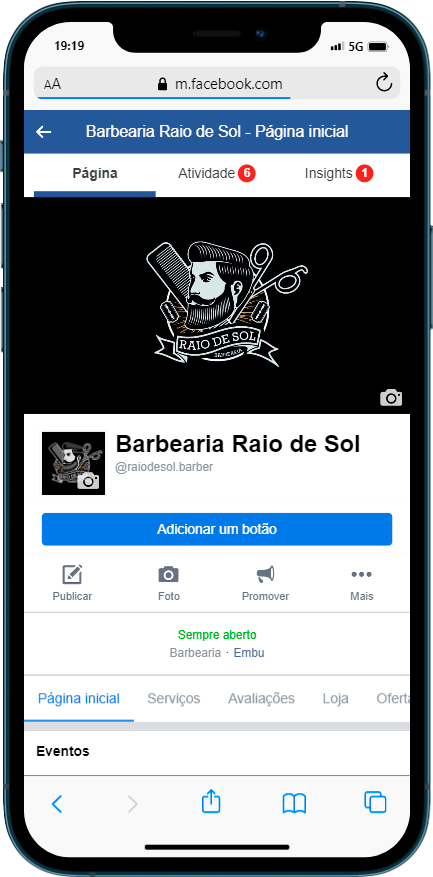 19:19
5G
AA
m.facebook.com
Barbearia Raio de Sol - Página inicial
Página
Atividade 6
Insights 1
RAIO DE SOL
BARBEARIA
Barbearia Raio de Sol
@raiodesol.barber
Adicionar um botão
Publicar
Foto
Promover
Mais
Sempre aberto
Barbearia · Embu
Página inicial
Serviços
Avaliações
Loja
Oferta
Eventos